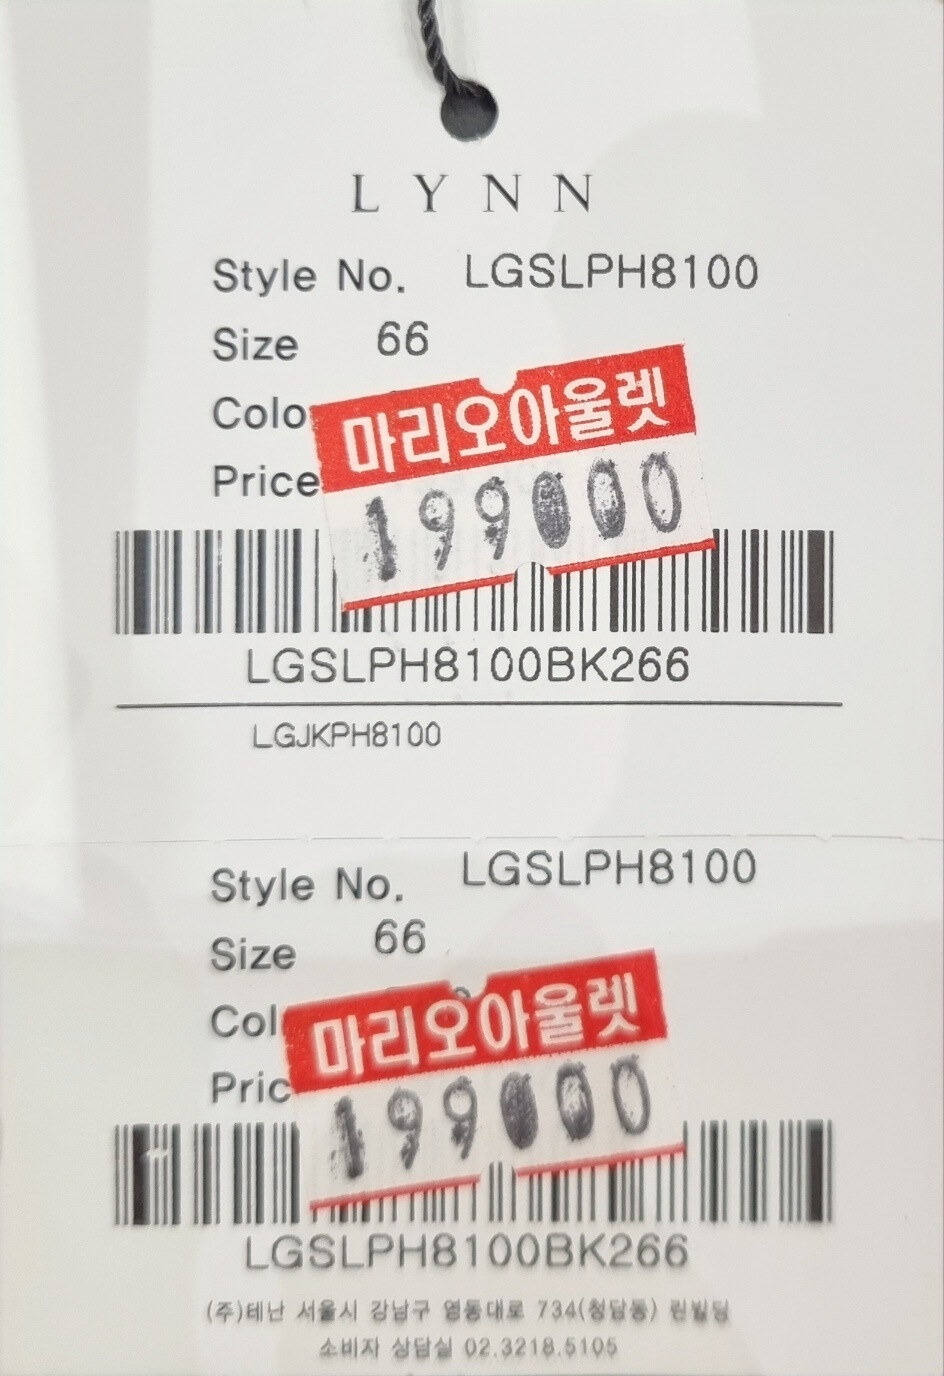 LYNN
Style No. LGSLPH8100
Size 66
Colo
마리오아울렛
Price
199000
LGSLPH8100BK266
LGJKPH8100
Style No. LGSLPH8100
Size 66
Col
마리오아울렛
Pric
199000
LGSLPH8100BK266
(주)테난 서울시 강남구 영동대로 734(청담동) 린빌딩
소비자 상담실 02.3218.5105